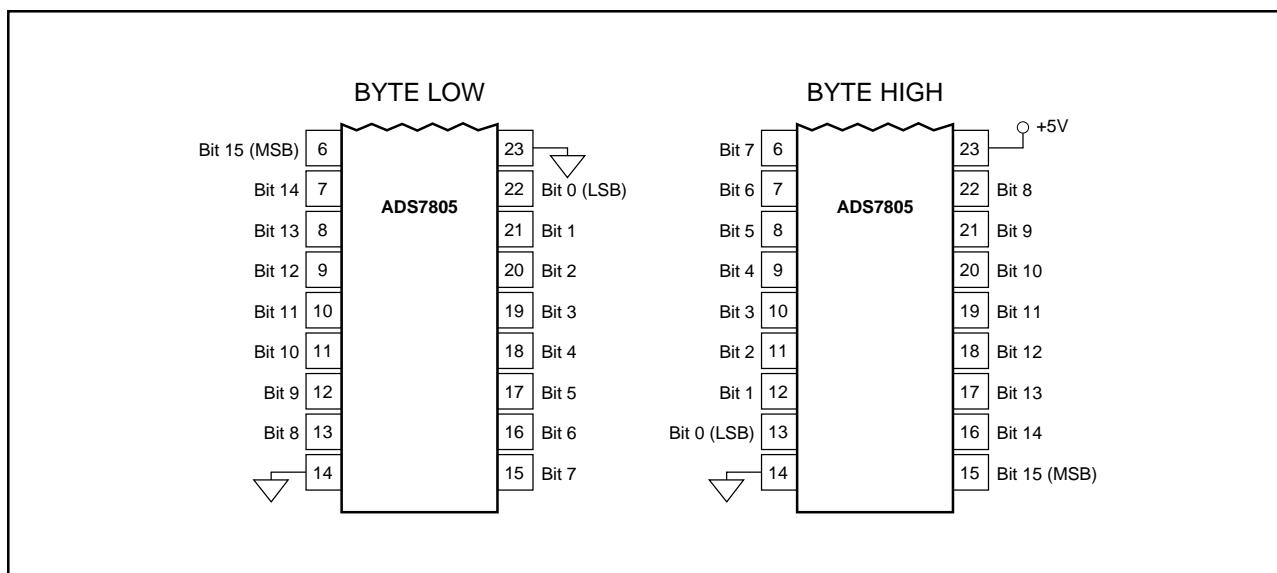 BYTE LOW
Bit 15 (MSB) 6 23
Bit 14 7 22 Bit 0 (LSB)
ADS7805
Bit 13 8 21 Bit 1
Bit 12 9 20 Bit 2
Bit 11 10 19 Bit 3
Bit 10 11 18 Bit 4
Bit 9 12 17 Bit 5
Bit 8 13 16 Bit 6
14 15 Bit 7
BYTE HIGH
+5V
Bit 7 6 23
Bit 6 7 22 Bit 8
ADS7805
Bit 5 8 21 Bit 9
Bit 4 9 20 Bit 10
Bit 3 10 19 Bit 11
Bit 2 11 18 Bit 12
Bit 1 12 17 Bit 13
Bit 0 (LSB) 13 16 Bit 14
14 15 Bit 15 (MSB)